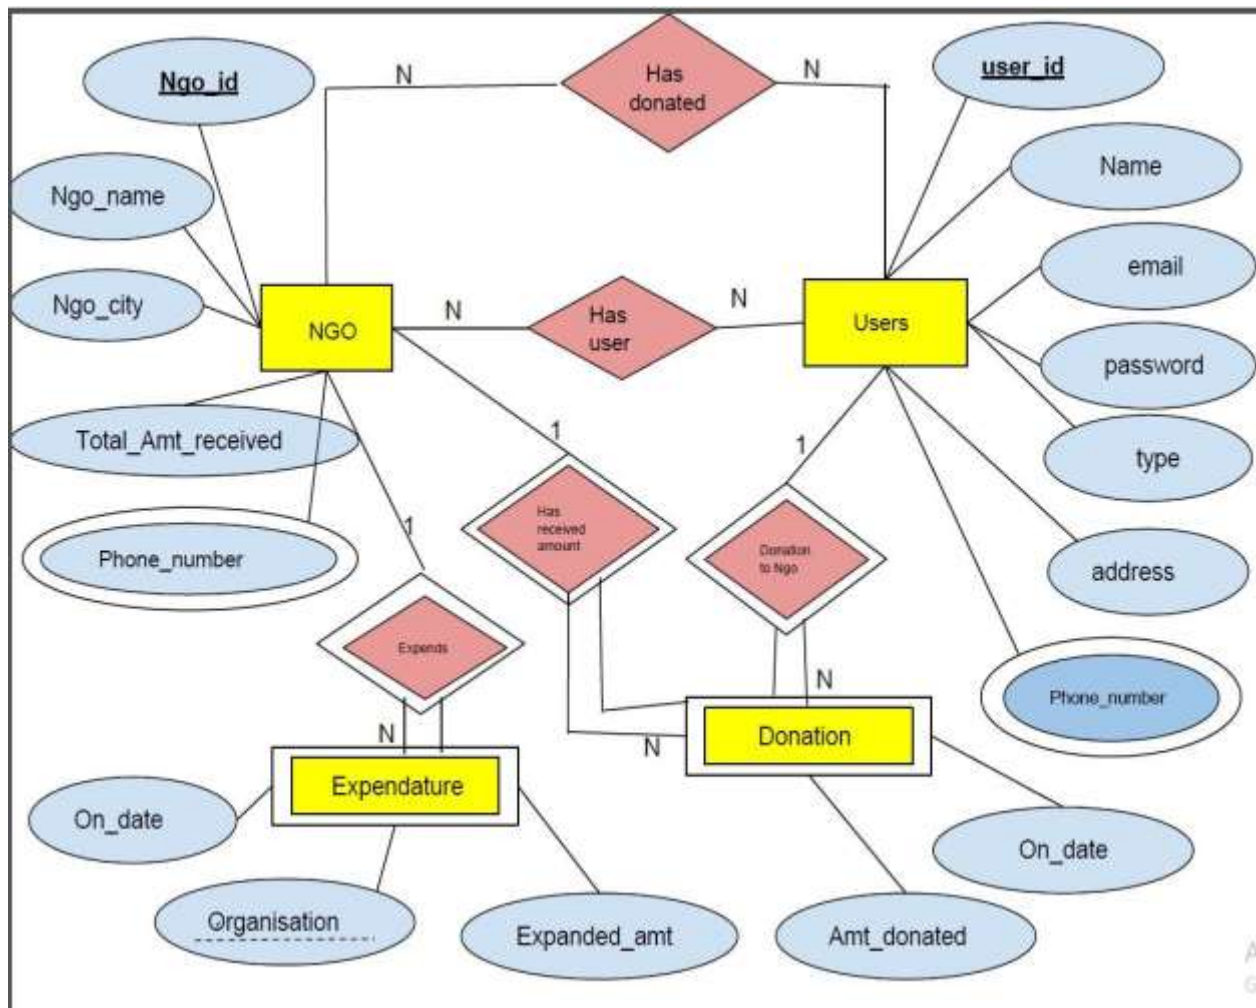 Ngo_id
N
Has
donated
N
user_id
Ngo_name
Name
Ngo_city
email
NGO
N
Has
user
N
Users
password
Total_Amt_received
1
1
type
Phone_number
1
Has
received
amount
Donation
to Ngo
address
Expends
N
Phone_number
N
N
Donation
Expendature
On_date
On_date
Organisation
Expanded_amt
Amt_donated